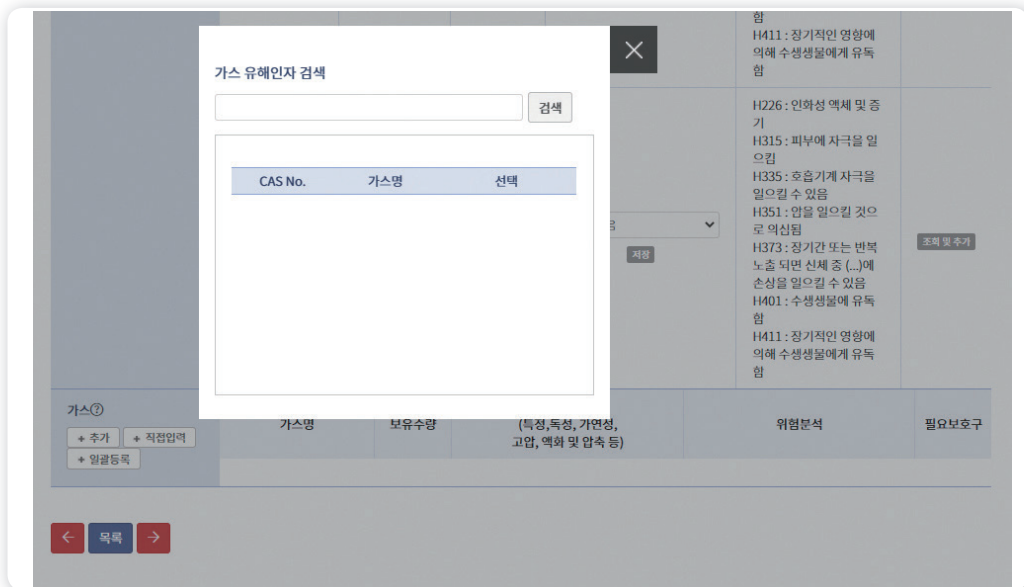 함
H411 : 장기적인 영향에
의해 수생생물에게 유독
함
가스 유해인자 검색
검색
CAS No. 가스명 선택
H226 : 인화성 액체 및 증
기
H315 : 피부에 자극을 일
으킴
H335 : 호흡기계 자극을
일으킬 수 있음
H351 : 암을 일으킬 것으
로 의심됨
H373 : 장기간 또는 반복
노출 되면 신체 중 (...)에
손상을 일으킬 수 있음
H401 : 수생생물에 유독
함
H411 : 장기적인 영향에
의해 수생생물에게 유독
함
저장
조회 및 추가
가스?
+ 추가 + 직접입력
+ 일괄등록
가스명 보유수량 (특정,독성, 가연성,
고압, 액화 및 압축 등)
위험분석 필요보호구
← 목록 →